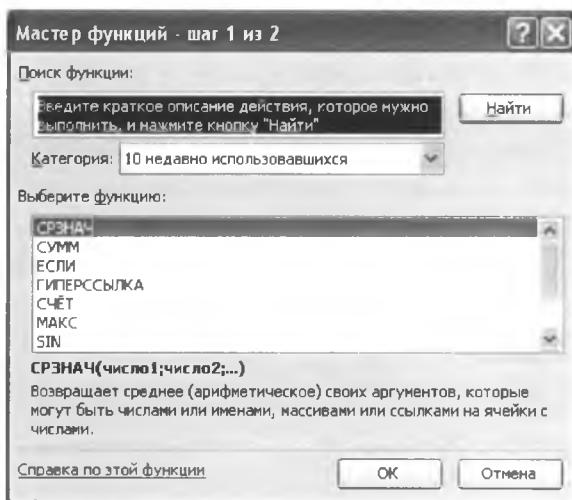 Мастер функций - шаг 1 из 2
Поиск функции:
Введите краткое описание действия, которое нужно
выполнить, и нажмите кнопку "Найти"
Найти
Категория: 10 недавно использовавшихся
Выберите функцию:
СРЗНАЧ
СУММ
ЕСЛИ
ГИПЕРССЫЛКА
СЧЁТ
МАКС
SIN
СРЗНАЧ(число1;число2;...)
Возвращает среднее (арифметическое) своих аргументов, которые
могут быть числами или именами, массивами или ссылками на ячейки с
числами.
Справка по этой функции
ОК
Отмена